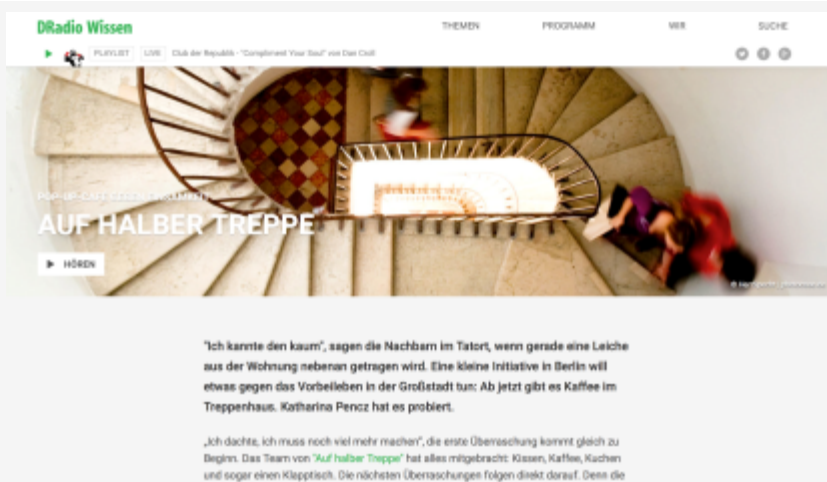 DRadio Wissen
THEMEN PROGRAMM WIR SUCHE
PLAYLIST LIVE Club der Republik - "Compliment Your Soul" von Dan Croll
AUF HALBER TREPPE
HÖREN
"Ich kannte den kaum", sagen die Nachbarn im Tatort, wenn gerade eine Leiche
aus der Wohnung nebenan getragen wird. Eine kleine Initiative in Berlin will
etwas gegen das Vorbeileben in der Großstadt tun: Ab jetzt gibt es Kaffee im
Treppenhaus. Katharina Pencz hat es probiert.
„Ich dachte, ich muss noch viel mehr machen", die erste Überraschung kommt gleich zu
Beginn. Das Team von "Auf halber Treppe" hat alles mitgebracht: Kissen, Kaffee, Kuchen
und sogar einen Klapptisch. Die nächsten Überraschungen folgen direkt darauf. Denn die